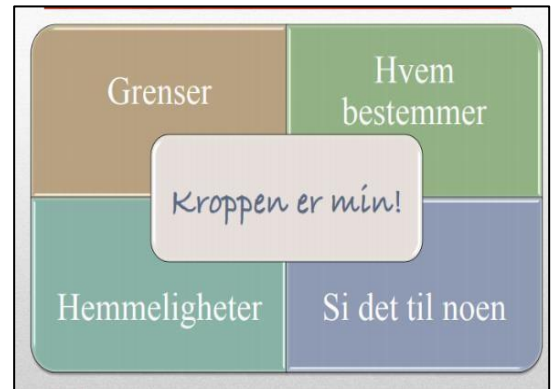 Grenser
Hvem
bestemmer
Kroppen er min!
Hemmeligheter
Si det til noen